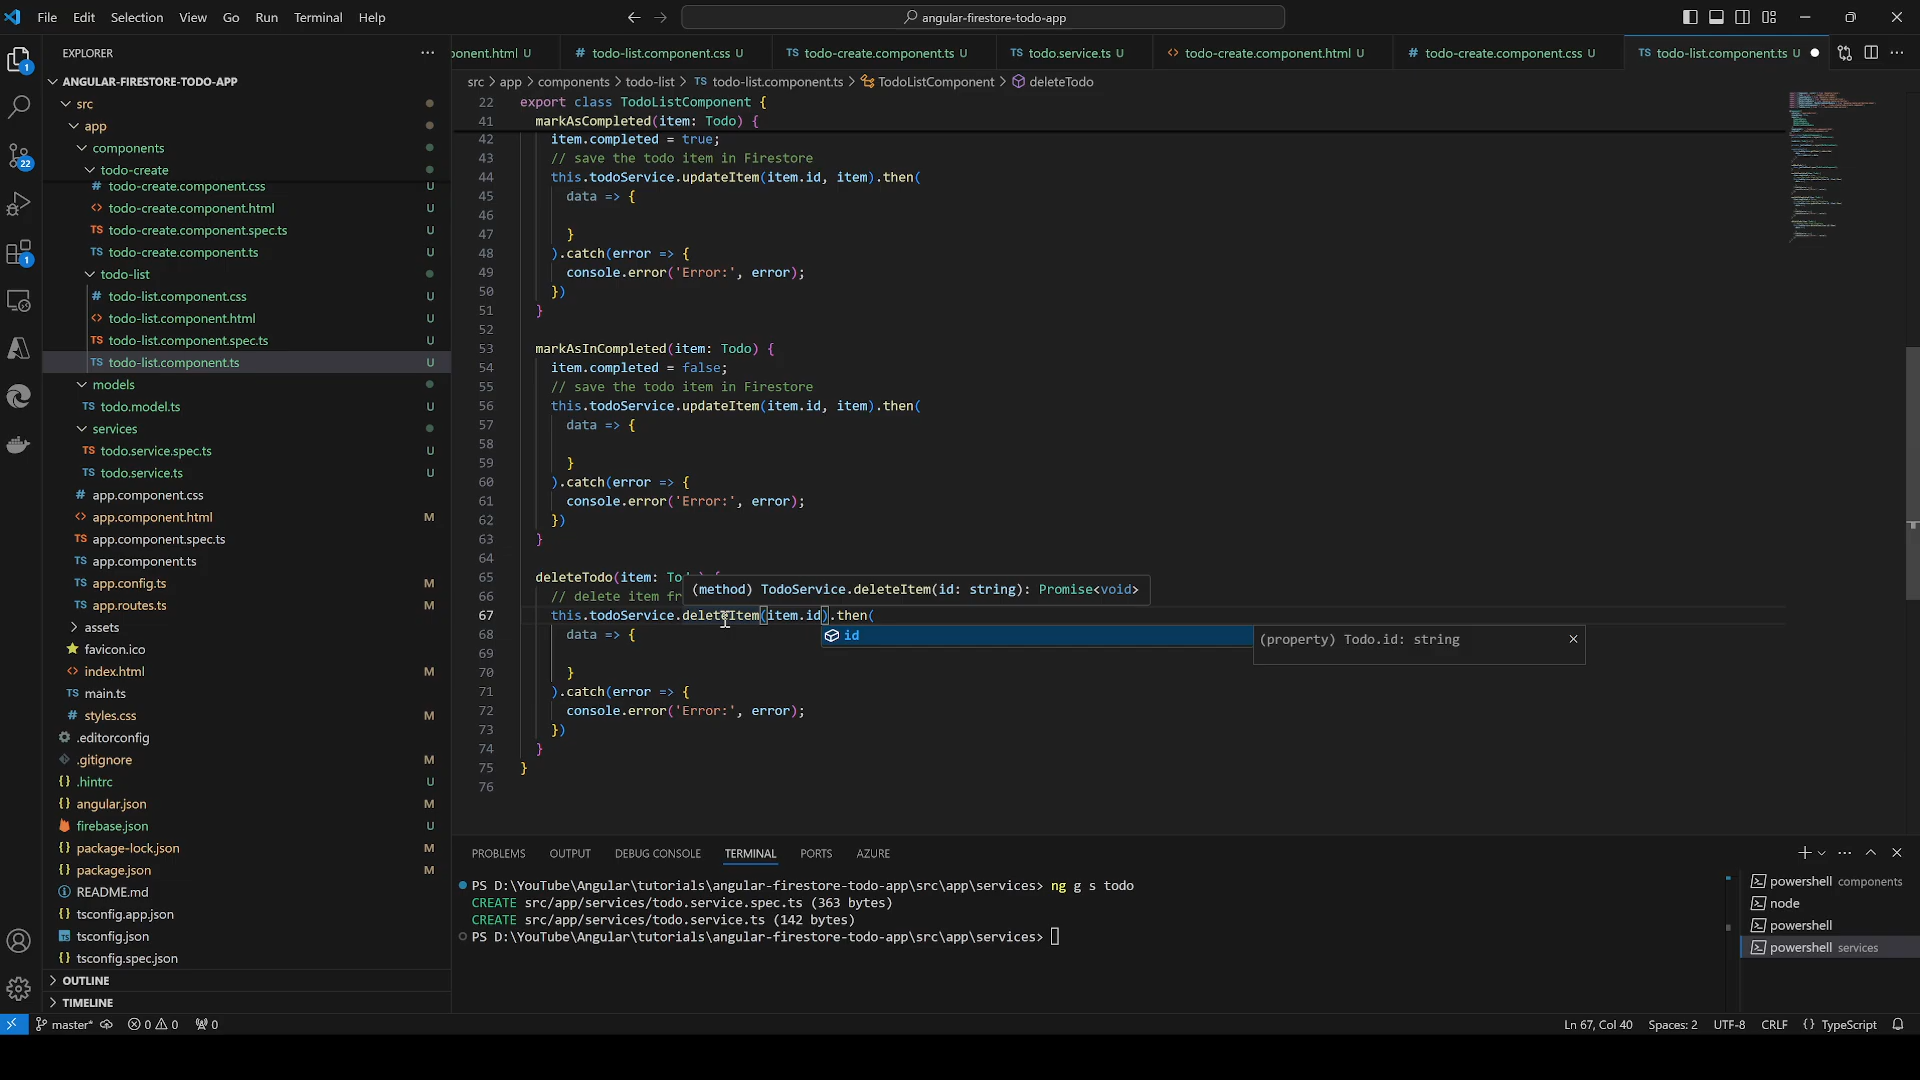 File Edit Selection View Go Run Terminal Help
angular-firestore-todo-app
EXPLORER
ponent.html U
todo-list.component.css U
todo-create.component.ts U
todo.service.ts U
todo-create.component.html U
todo-create.component.css U
todo-list.component.ts U
src > app > components > todo-list > todo-list.component.ts > TodoListComponent > deleteTodo
ANGULAR-FIRESTORE-TODO-APP
src
app
components
todo-create
todo-create.component.css U
todo-create.component.html U
todo-create.component.spec.ts U
todo-create.component.ts U
todo-list
todo-list.component.css U
todo-list.component.html U
todo-list.component.spec.ts U
todo-list.component.ts U
models
todo.model.ts U
services
todo.service.spec.ts U
todo.service.ts U
app.component.css
app.component.html M
app.component.spec.ts
app.component.ts
app.config.ts M
app.routes.ts M
assets
favicon.ico
index.html M
main.ts
styles.css M
.editorconfig
.gitignore M
.hintrc U
angular.json M
firebase.json U
package-lock.json M
package.json M
README.md
tsconfig.app.json
tsconfig.json
tsconfig.spec.json
OUTLINE
TIMELINE
1
22
1
22 export class TodoListComponent {
41 markAsCompleted(item: Todo) {
42 item.completed = true;
43 // save the todo item in Firestore
44 this.todoService.updateItem(item.id, item).then(
45 data => {
46
47 }
48 ).catch(error => {
49 console.error('Error:', error);
50 })
51 }
52
53 markAsInCompleted(item: Todo) {
54 item.completed = false;
55 // save the todo item in Firestore
56 this.todoService.updateItem(item.id, item).then(
57 data => {
58
59 }
60 ).catch(error => {
61 console.error('Error:', error);
62 })
63 }
64
65 deleteTodo(item: Tod
(method) TodoService.deleteItem(id: string): Promise<void>
66 // delete item fr
67 this.todoService.deleteItem(item.id).then(
68 data => {
id
(property) Todo.id: string
69
70 }
71 ).catch(error => {
72 console.error('Error:', error);
73 })
74 }
75 }
76
PROBLEMS OUTPUT DEBUG CONSOLE TERMINAL PORTS AZURE
PS D:\YouTube\Angular\tutorials\angular-firestore-todo-app\src\app\services> ng g s todo
CREATE src/app/services/todo.service.spec.ts (363 bytes)
CREATE src/app/services/todo.service.ts (142 bytes)
PS D:\YouTube\Angular\tutorials\angular-firestore-todo-app\src\app\services>
powershell components
node
powershell
powershell services
master* 0 0 0
Ln 67, Col 40 Spaces: 2 UTF-8 CRLF {} TypeScript